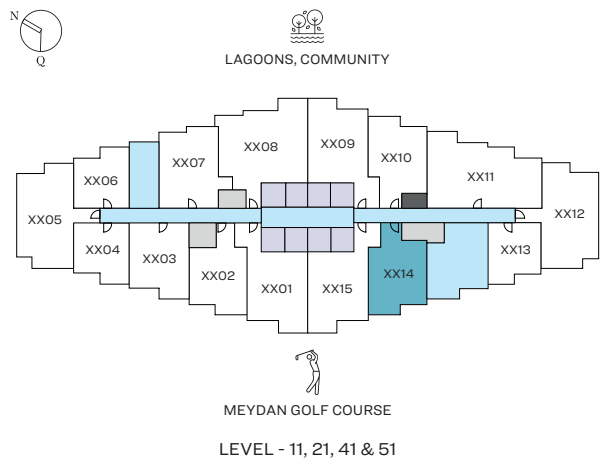 N
Q
LAGOONS, COMMUNITY
XX08
XX09
XX07
XX10
XX06
XX11
XX05
XX12
XX04
XX03
XX02
XX01
XX15
XX14
XX13
MEYDAN GOLF COURSE
LEVEL - 11, 21, 41 & 51